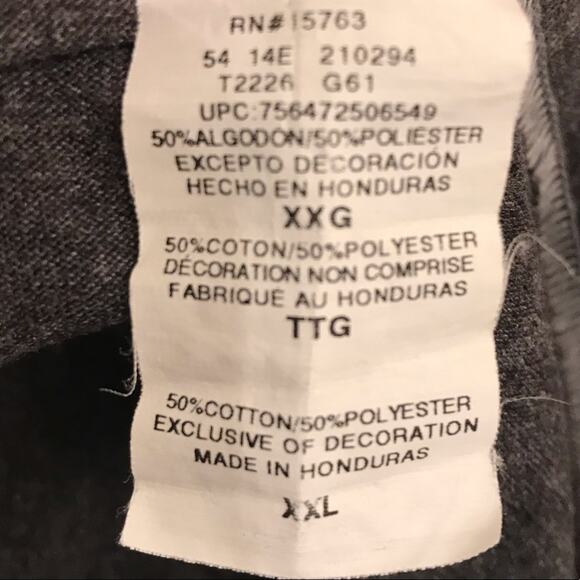 RN#15763
54 14E 210294
T2226 G61
UPC:756472506549
50%ALGODÓN/50%POLIÉSTER
EXCEPTO DECORACIÓN
HECHO EN HONDURAS
XXG
50%COTON/50%POLYESTER
DÉCORATION NON COMPRISE
FABRIQUÉ AU HONDURAS
TTG
50%COTTON/50%POLYESTER
EXCLUSIVE OF DECORATION
MADE IN HONDURAS
XXL